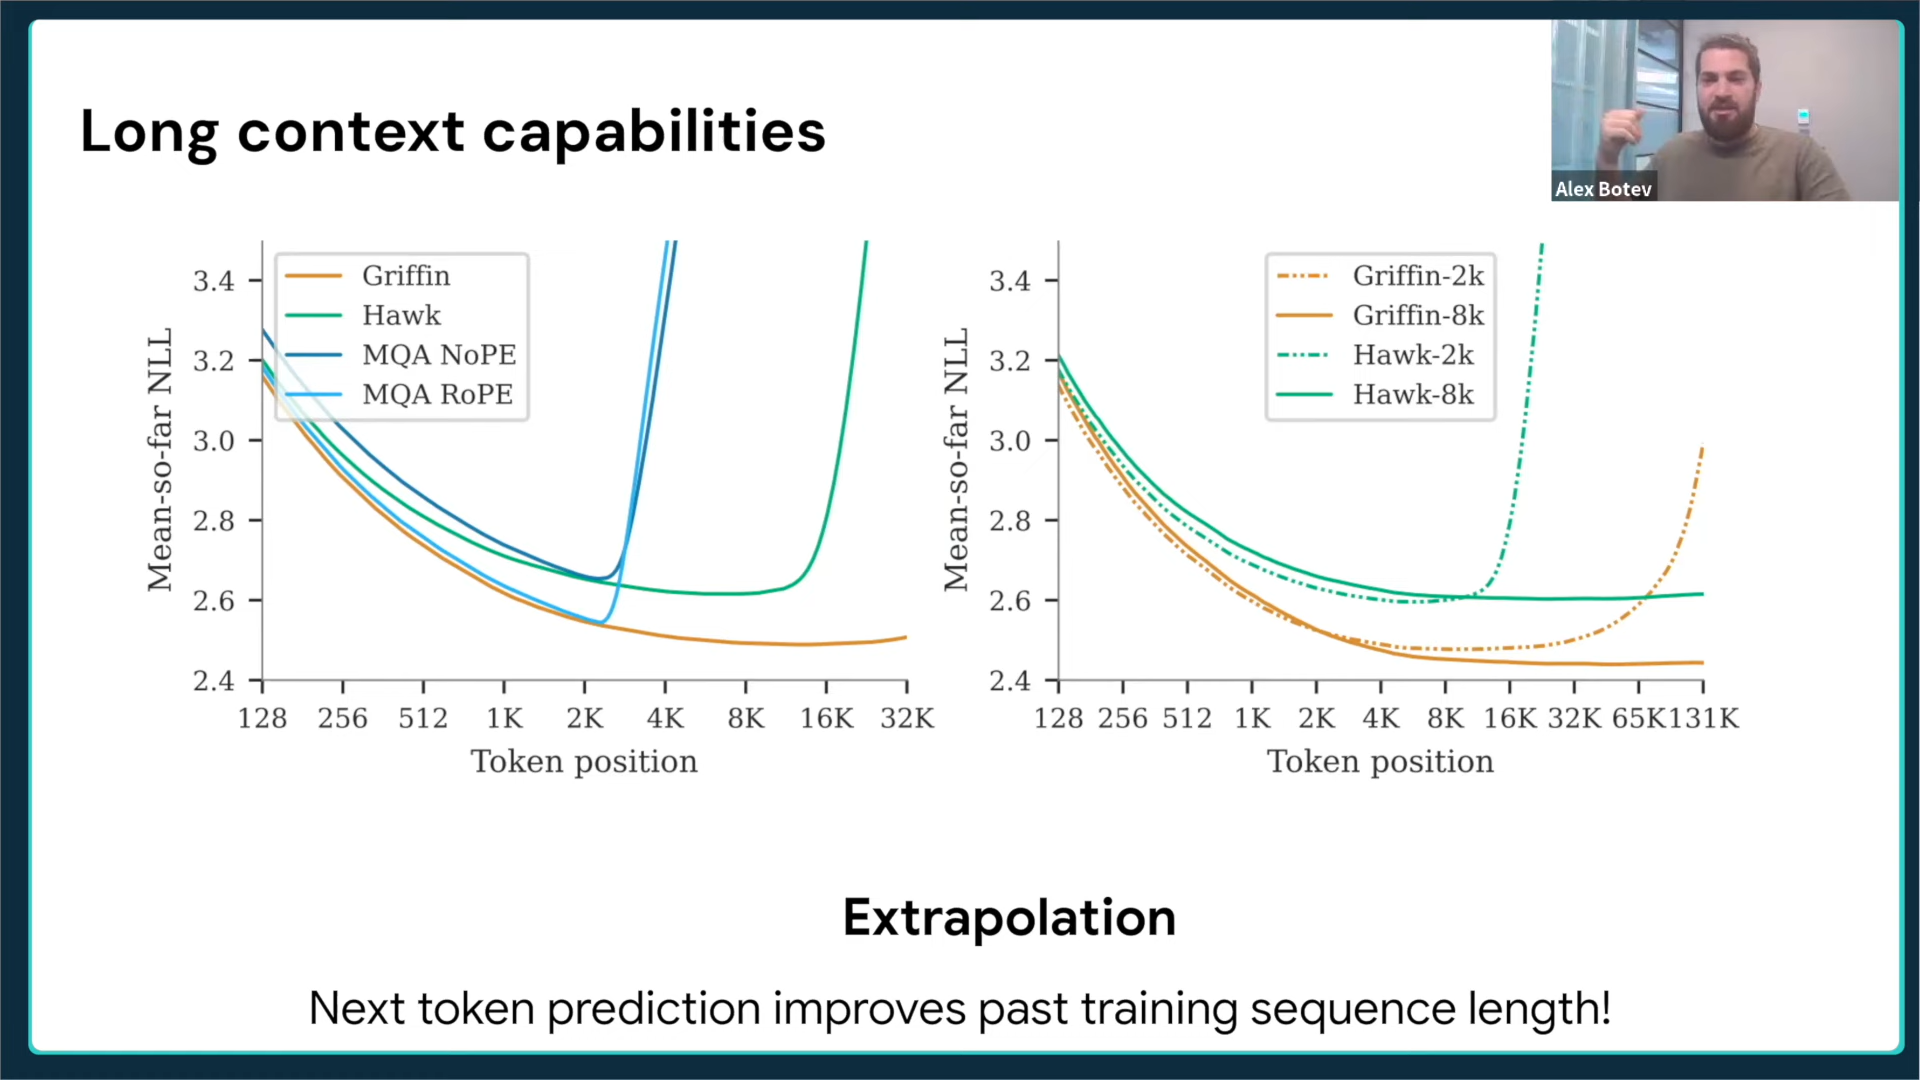 Long context capabilities
Alex Botev
Mean-so-far NLL
3.4
3.2
3.0
2.8
2.6
2.4
Griffin
Hawk
MQA NoPE
MQA RoPE
128 256 512 1K 2K 4K 8K 16K 32K
Token position
Mean-so-far NLL
3.4
3.2
3.0
2.8
2.6
2.4
Griffin-2k
Griffin-8k
Hawk-2k
Hawk-8k
128 256 512 1K 2K 4K 8K 16K 32K 65K 131K
Token position
Extrapolation
Next token prediction improves past training sequence length!